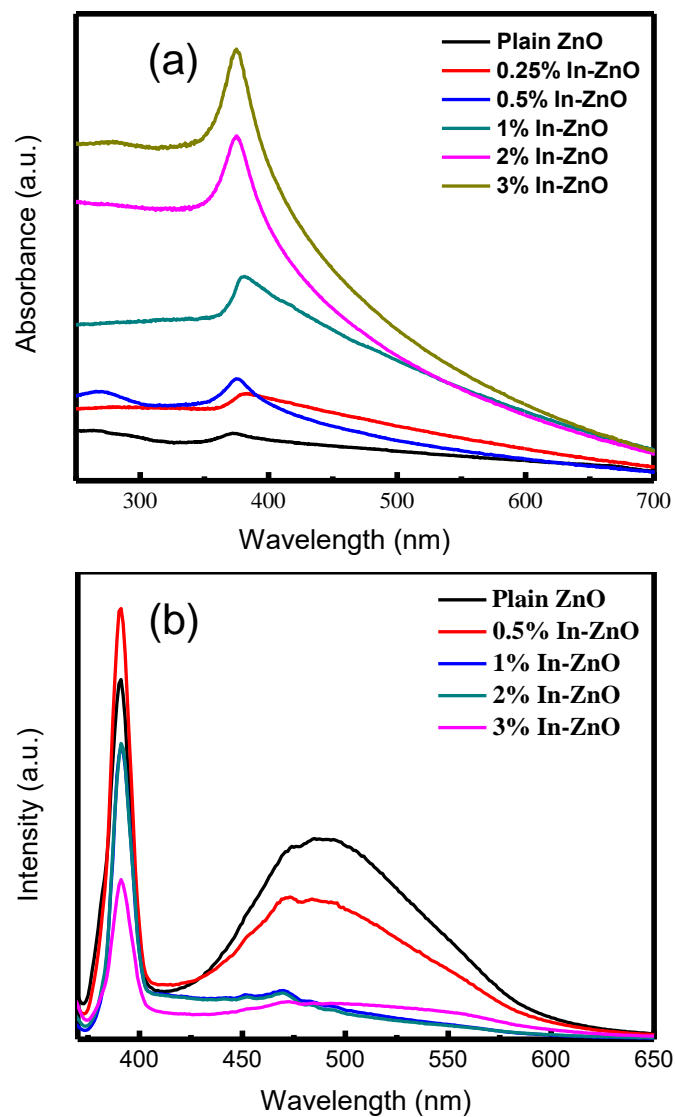 (a)
Plain ZnO
0.25% In-ZnO
0.5% In-ZnO
1% In-ZnO
2% In-ZnO
3% In-ZnO
Absorbance (a.u.)
300 400 500 600 700
Wavelength (nm)
(b)
Plain ZnO
0.5% In-ZnO
1% In-ZnO
2% In-ZnO
3% In-ZnO
Intensity (a.u.)
400 450 500 550 600 650
Wavelength (nm)